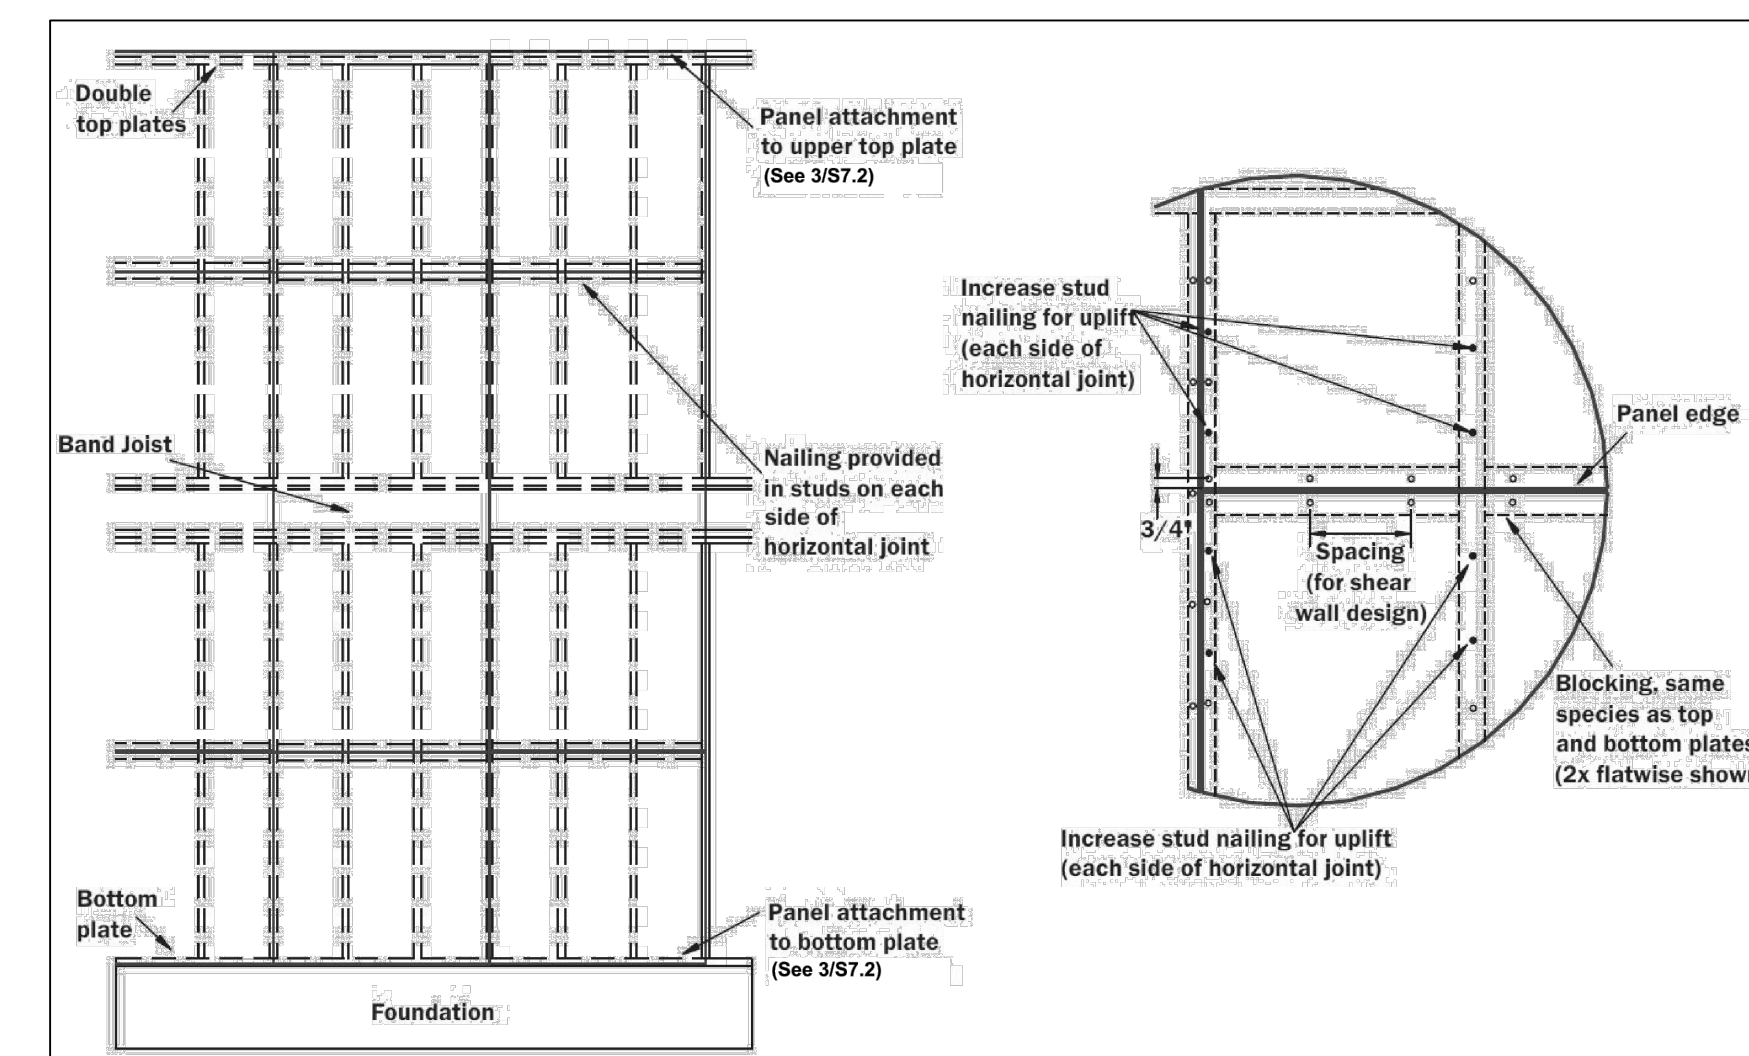 Double
top plates
Panel attachment
to upper top plate
(See 3/S7.2)
Increase stud
nailing for uplift
(each side of
horizontal joint)
Panel edge
Band Joist
Nailing provided
in studs on each
side of
horizontal joint
3/4"
Spacing
(for shear
wall design)
Blocking, same
species as top
and bottom plates
(2x flatwise shown
Increase stud nailing for uplift
(each side of horizontal joint)
Bottom
plate
Panel attachment
to bottom plate
(See 3/S7.2)
Foundation